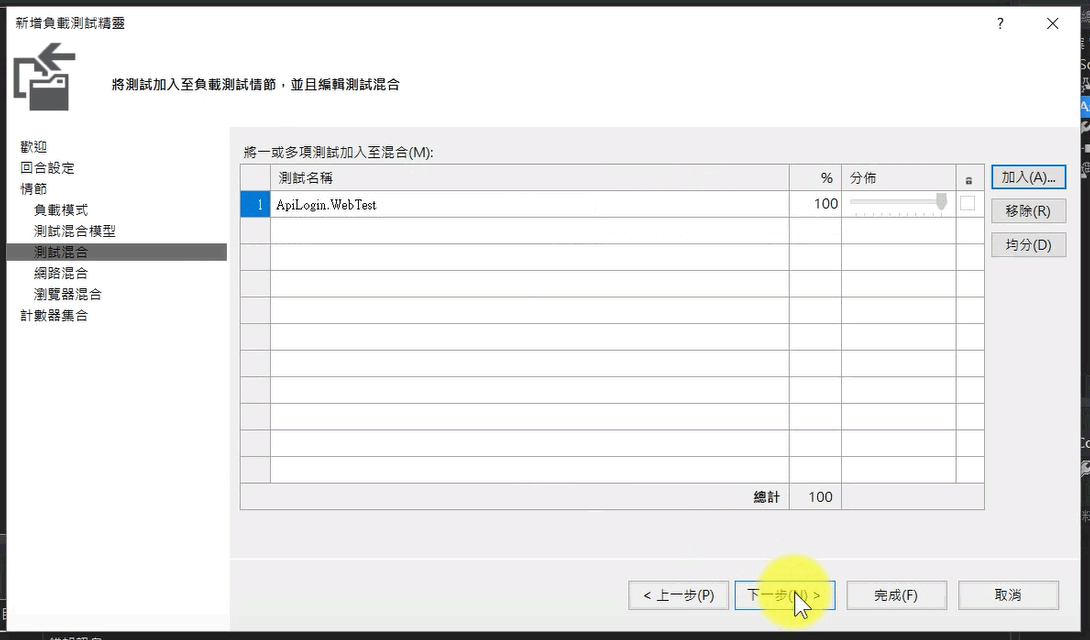 新增負載測試精靈
?
將測試加入至負載測試情節，並且編輯測試混合
歡迎
回合設定
情節
負載模式
測試混合模型
測試混合
網路混合
瀏覽器混合
計數器集合
將一或多項測試加入至混合(M):
測試名稱 % 分佈
1 ApiLogin.WebTest 100
總計 100
加入(A)...
移除(R)
均分(D)
< 上一步(P) 下一步(N) > 完成(F) 取消